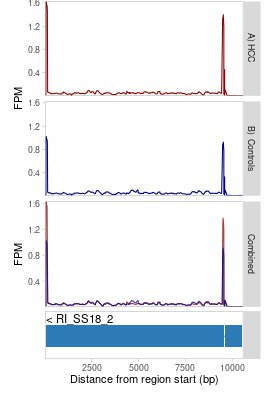 1.6
1.2
0.8
0.4
FPM
A) HCC
1.6
1.2
0.8
0.4
B) Controls
1.6
1.2
0.8
0.4
FPM
Combined
< RI_SS18_2
2500 5000 7500 10000
Distance from region start (bp)